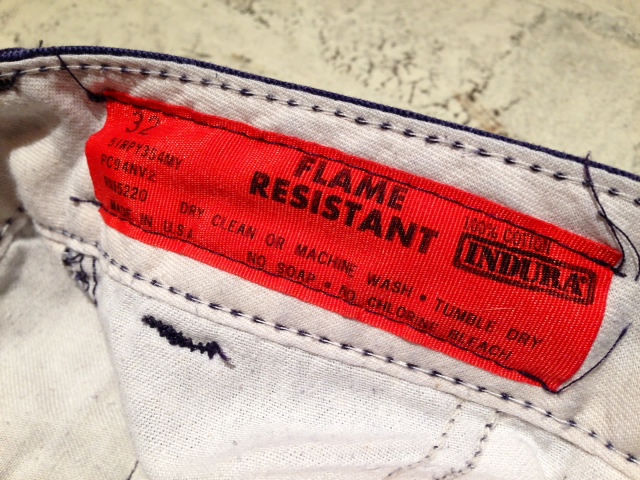 32
PC94NV2
MADE IN U.S.A.
FLAME
RESISTANT
100% COTTON
INDURA®
DRY CLEAN OR MACHINE WASH • TUMBLE DRY
NO SOAP • NO CHLORINE BLEACH